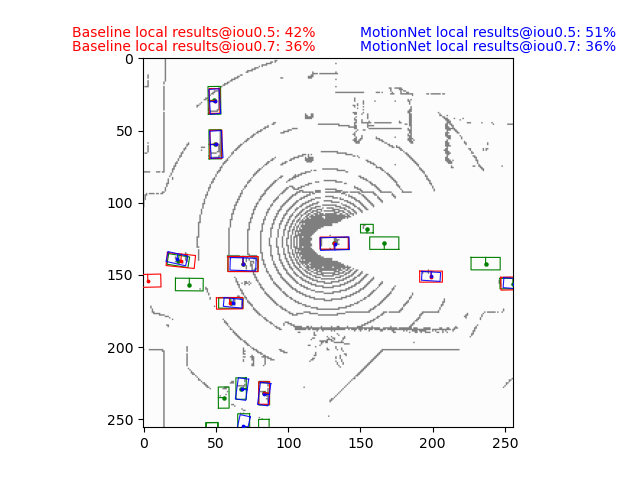 Baseline local results@iou0.5: 42% MotionNet local results@iou0.5: 51%
Baseline local results@iou0.7: 36% MotionNet local results@iou0.7: 36%
0
50
100
150
200
250
0 50 100 150 200 250